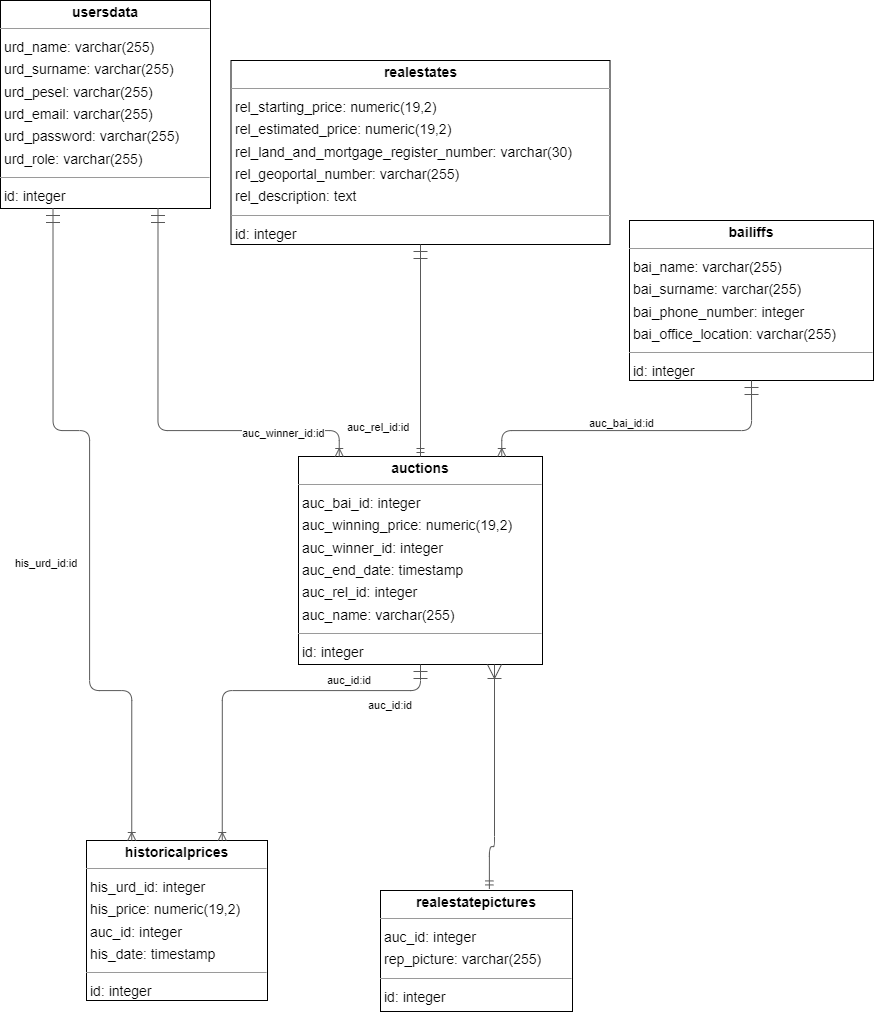 usersdata
urd_name: varchar(255)
urd_surname: varchar(255)
urd_pesel: varchar(255)
urd_email: varchar(255)
urd_password: varchar(255)
urd_role: varchar(255)
id: integer
realestates
rel_starting_price: numeric(19,2)
rel_estimated_price: numeric(19,2)
rel_land_and_mortgage_register_number: varchar(30)
rel_geoportal_number: varchar(255)
rel_description: text
id: integer
bailiffs
bai_name: varchar(255)
bai_surname: varchar(255)
bai_phone_number: integer
bai_office_location: varchar(255)
id: integer
auc_winner_id:id
auc_rel_id:id
auc_bai_id:id
auctions
auc_bai_id: integer
auc_winning_price: numeric(19,2)
auc_winner_id: integer
auc_end_date: timestamp
auc_rel_id: integer
auc_name: varchar(255)
id: integer
his_urd_id:id
auc_id:id
auc_id:id
historicalprices
his_urd_id: integer
his_price: numeric(19,2)
auc_id: integer
his_date: timestamp
id: integer
realestatepictures
auc_id: integer
rep_picture: varchar(255)
id: integer